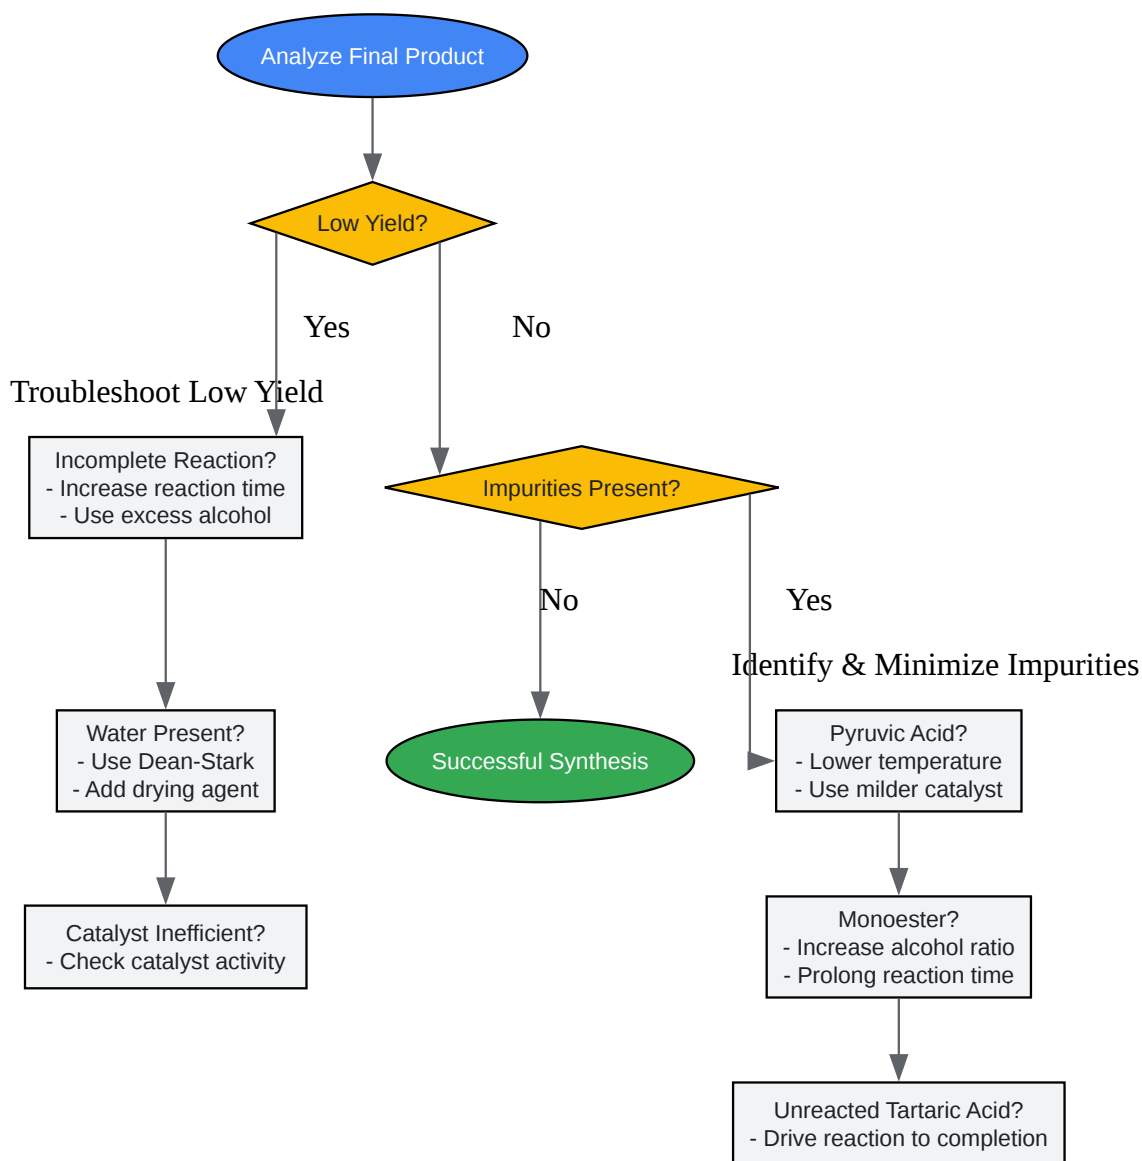 Analyze Final Product
Low Yield?
Yes
No
Troubleshoot Low Yield
Incomplete Reaction?
- Increase reaction time
- Use excess alcohol
Impurities Present?
No
Yes
Identify & Minimize Impurities
Water Present?
- Use Dean-Stark
- Add drying agent
Successful Synthesis
Pyruvic Acid?
- Lower temperature
- Use milder catalyst
Catalyst Inefficient?
- Check catalyst activity
Monoester?
- Increase alcohol ratio
- Prolong reaction time
Unreacted Tartaric Acid?
- Drive reaction to completion